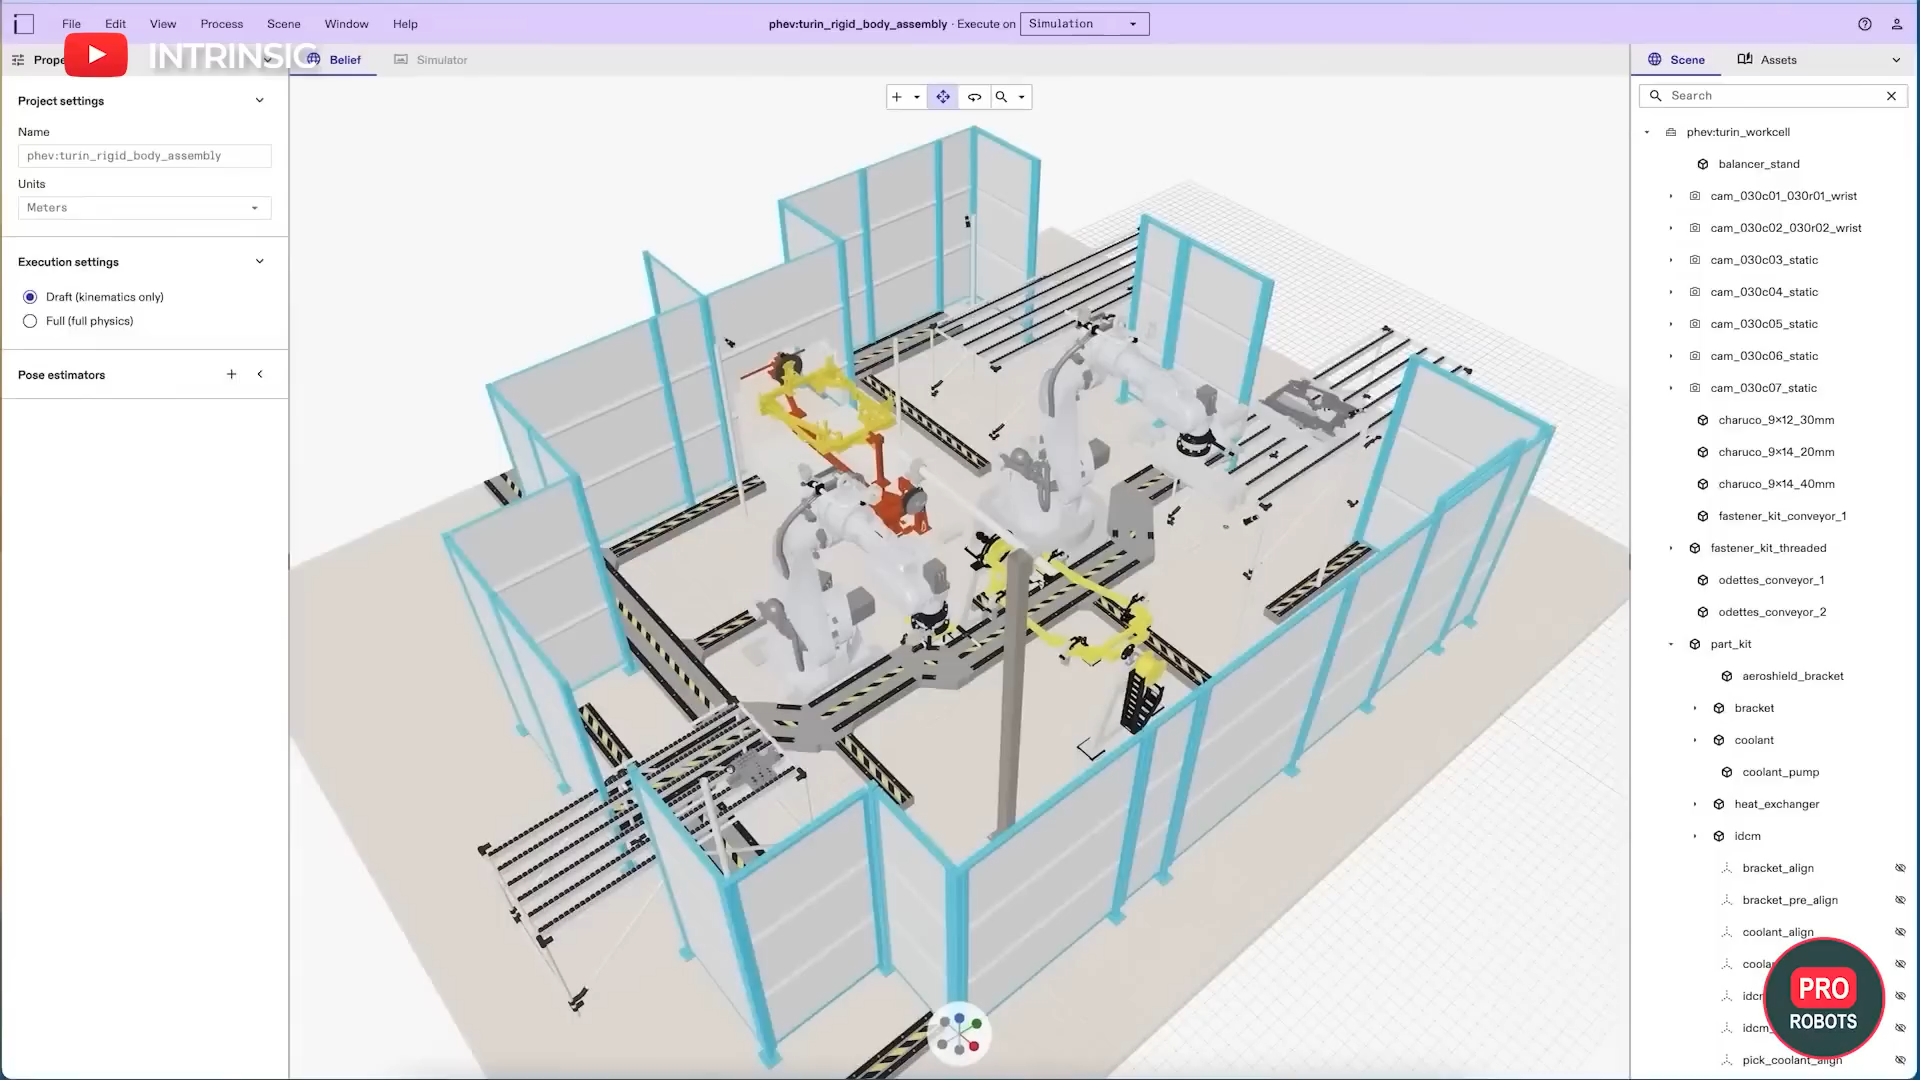 File Edit View Process Scene Window Help
phev:turin_rigid_body_assembly · Execute on Simulation
INTRINSIC
Belief Simulator
Scene Assets
Project settings
Name
phev:turin_rigid_body_assembly
Units
Meters
Execution settings
Draft (kinematics only)
Full (full physics)
Pose estimators
Search
phev:turin_workcell
balancer_stand
cam_030c01_030r01_wrist
cam_030c02_030r02_wrist
cam_030c03_static
cam_030c04_static
cam_030c05_static
cam_030c06_static
cam_030c07_static
charuco_9x12_30mm
charuco_9x14_20mm
charuco_9x14_40mm
fastener_kit_conveyor_1
fastener_kit_threaded
odettes_conveyor_1
odettes_conveyor_2
part_kit
aeroshield_bracket
bracket
coolant
coolant_pump
heat_exchanger
idcm
bracket_align
bracket_pre_align
coolant_align
pick_coolant_align
PRO
ROBOTS